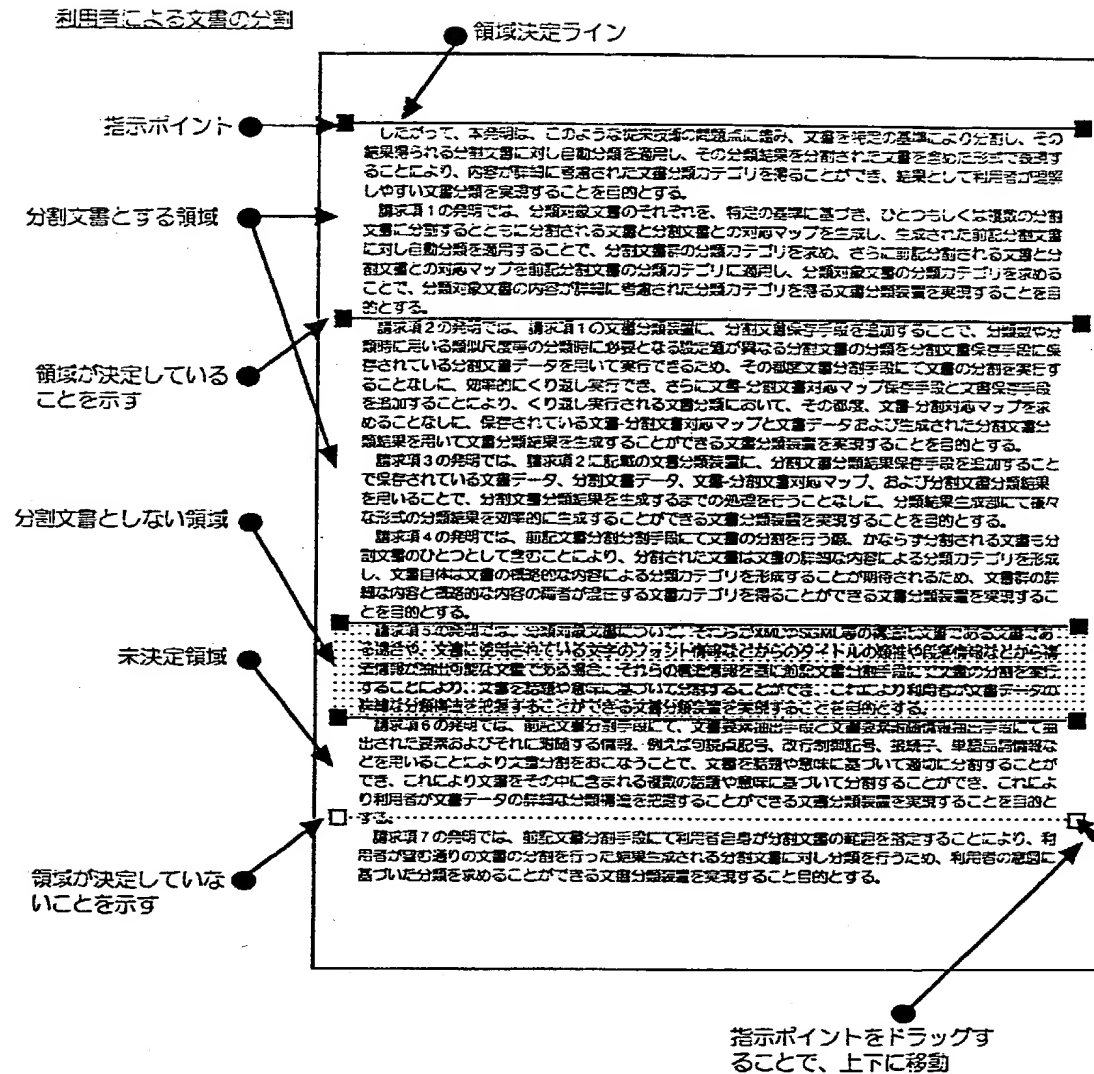 利用者による文書の分割
領域決定ライン
指示ポイント
したがって、本発明は、このような従来技術の問題点に鑑み、文書を特定の基準により分割し、その
結果得られる分割文書に対し自動分類を適用し、その分類結果を分割された文書を含めた形式で表現す
ることにより、内容が詳細に考慮された文書分類カテゴリを得ることができ、結果として利用者が理解
しやすい文書分類を実現することを目的とする。
分割文書とする領域
請求項1の発明では、分類対象文書のそれぞれを、特定の基準に基づき、ひとつもしくは複数の分割
文書に分割するとともに分割される文書と分割文書との対応マップを生成し、生成された前記分割文書
に対し自動分類を適用することで、分割文書群の分類カテゴリを求め、さらに前記分割される文書と分
割文書との対応マップを前記分割文書の分類カテゴリに適用し、分類対象文書の分類カテゴリを求める
ことで、分類対象文書の内容が詳細に考慮された分類カテゴリを得る文書分類装置を実現することを目
的とする。
請求項2の発明では、請求項1の文書分類装置に、分割文書保存手段を追加することで、分類数や分
類時に用いる類似尺度等の分類時に必要となる設定値が異なる分割文書の分類を分割文書保存手段に保
存されている分割文書データを用いて実行できるため、その都度文書分割手段にて文書の分割を実行す
ることなしに、効率的にくり返し実行でき、さらに文書-分割文書対応マップ保存手段と文書保存手段
を追加することにより、くり返し実行される文書分類において、その都度、文書-分割対応マップを求
めることなしに、保存されている文書-分割文書対応マップと文書データおよび生成された分割文書分
類結果を用いて文書分類結果を生成することができる文書分類装置を実現することを目的とする。
領域が決定している
ことを示す
請求項3の発明では、請求項2に記載の文書分類装置に、分割文書分類結果保存手段を追加すること
で保存されている文書データ、分割文書データ、文書-分割文書対応マップ、および分割文書分類結果
を用いることで、分割文書分類結果を生成するまでの処理を行うことなしに、分類結果生成部にて様々
な形式の分類結果を効率的に生成することができる文書分類装置を実現することを目的とする。
分割文書としない領域
請求項4の発明では、前記文書分割分割手段にて文書の分割を行う際、かならず分割される文書も分
割文書のひとつとして含むことにより、分割された文書は文書の詳細な内容による分類カテゴリを形成
し、文書自体は文書の概略的な内容による分類カテゴリを形成することが期待されるため、文書群の詳
細な内容と概略的な内容の両者が混在する文書カテゴリを得ることができる文書分類装置を実現するこ
とを目的とする。
請求項5の発明では、分類対象文書について、それらがXMLやSGML等の構造化文書である文書であ
る場合や、文書に使用されている文字のフォント情報などからのタイトルの類推や段落情報などから構
造情報が抽出可能な文書である場合、それらの構造情報を基に前記文書分割手段にて文書の分割を実行
することにより、文書を話題や意味に基づいて分割することができ、これにより利用者が文書データの
詳細な分類構造を把握することができる文書分類装置を実現することを目的とする。
未決定領域
請求項6の発明では、前記文書分割手段にて、文書要素抽出手段と文書要素附随情報抽出手段にて抽
出された要素およびそれに附随する情報、例えば句読点記号、改行制御記号、接続子、単語品詞情報な
どを用いることにより文書分割をおこなうことで、文書を話題や意味に基づいて適切に分割することが
でき、これにより文書をその中に含まれる複数の話題や意味に基づいて分割することができ、これによ
り利用者が文書データの詳細な分類構造を把握することができる文書分類装置を実現することを目的と
する。
請求項7の発明では、前記文書分割手段にて利用者自身が分割文書の範囲を指定することにより、利
用者が望む通りの文書の分割を行った結果生成される分割文書に対し分類を行うため、利用者の意図に
基づいた分類を求めることができる文書分類装置を実現すること目的とする。
領域が決定していな
いことを示す
指示ポイントをドラッグす
ることで、上下に移動